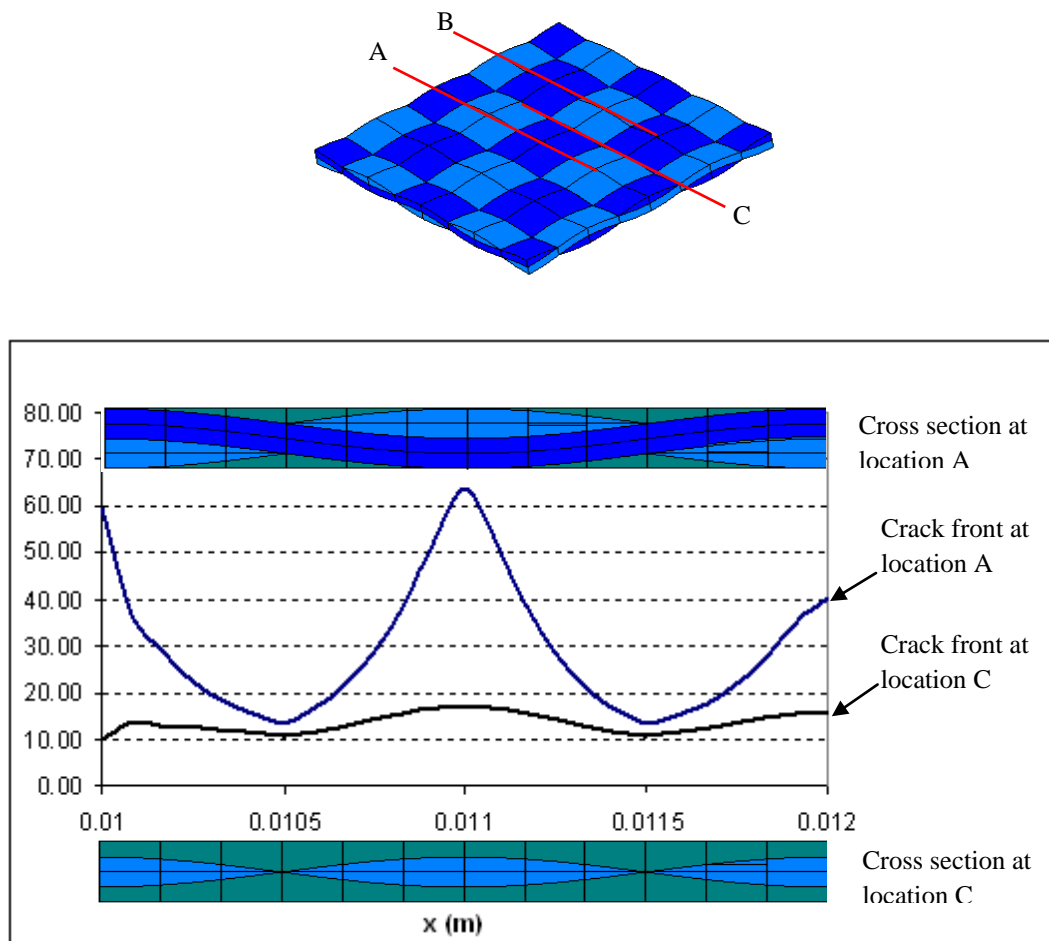 B
A
C
80.00
70.00
60.00
50.00
40.00
30.00
20.00
10.00
0.00
0.01 0.0105 0.011 0.0115 0.012
x (m)
Cross section at
location A
Crack front at
location A
Crack front at
location C
Cross section at
location C